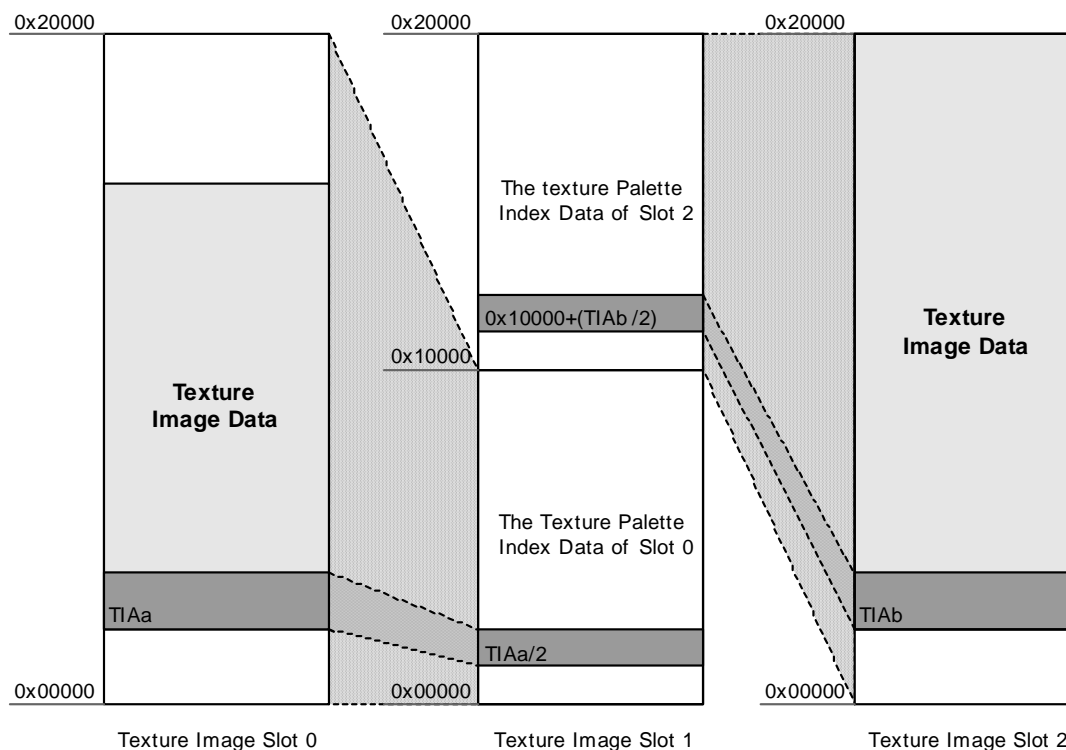 0x20000
0x20000
0x20000
The texture Palette
Index Data of Slot 2
0x10000+(TIAb /2)
0x10000
Texture
Image Data
Texture
Image Data
The Texture Palette
Index Data of Slot 0
TIAa
TIAa/2
TIAb
0x00000
0x00000
0x00000
Texture Image Slot 0
Texture Image Slot 1
Texture Image Slot 2